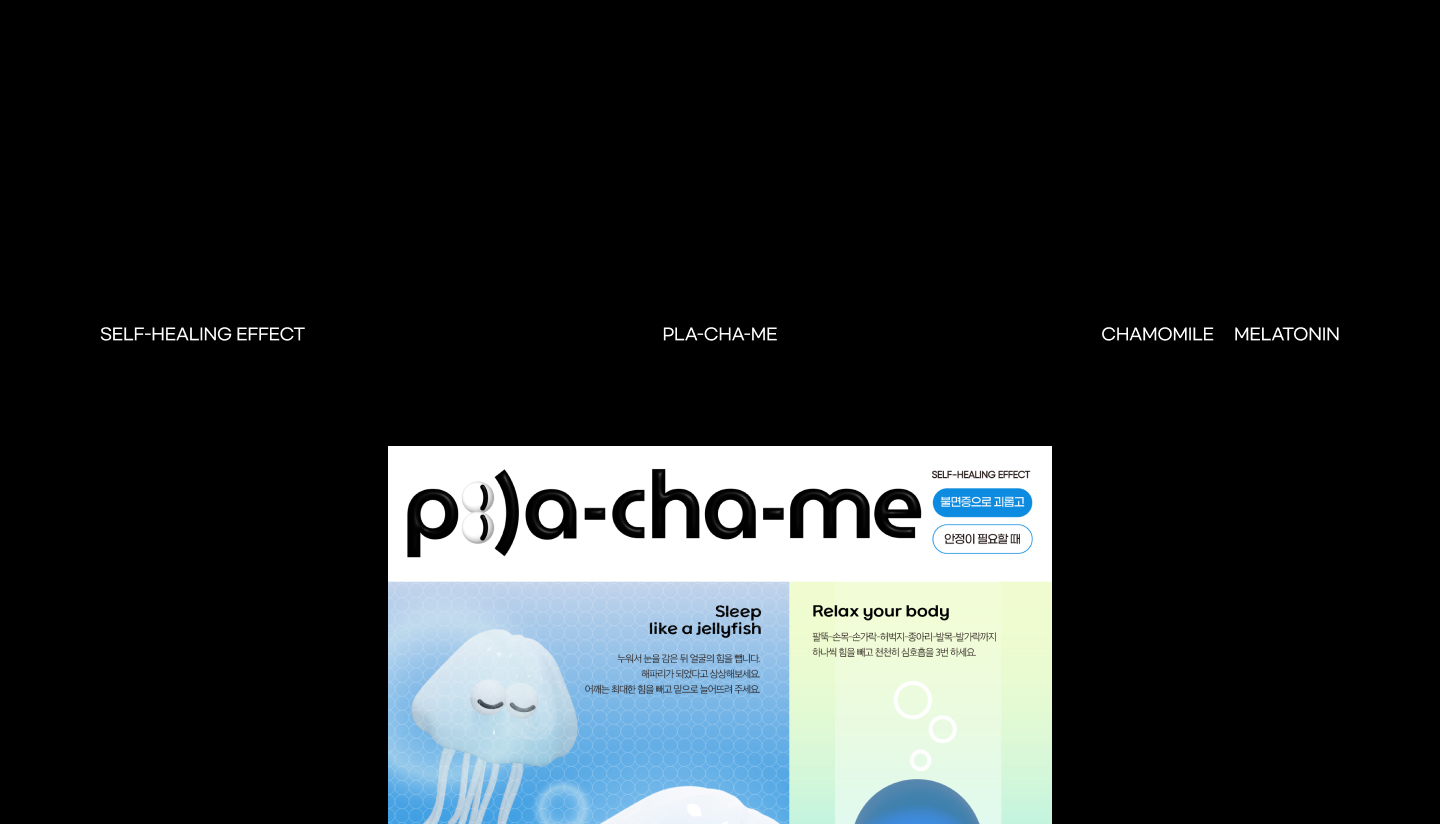 SELF-HEALING EFFECT
PLA-CHA-ME
CHAMOMILE MELATONIN
pla-cha-me
SELF-HEALING EFFECT
불면증으로 괴롭고
안정이 필요할 때
Sleep
like a jellyfish
누워서 눈을 감은 뒤 얼굴의 힘을 뺍니다.
해파리가 되었다고 상상해보세요.
어깨는 최대한 힘을 빼고 밑으로 늘어뜨려 주세요.
Relax your body
팔뚝-손목-손가락-허벅지-종아리-발목-발가락까지
하나씩 힘을 빼고 천천히 심호흡을 3번 하세요.